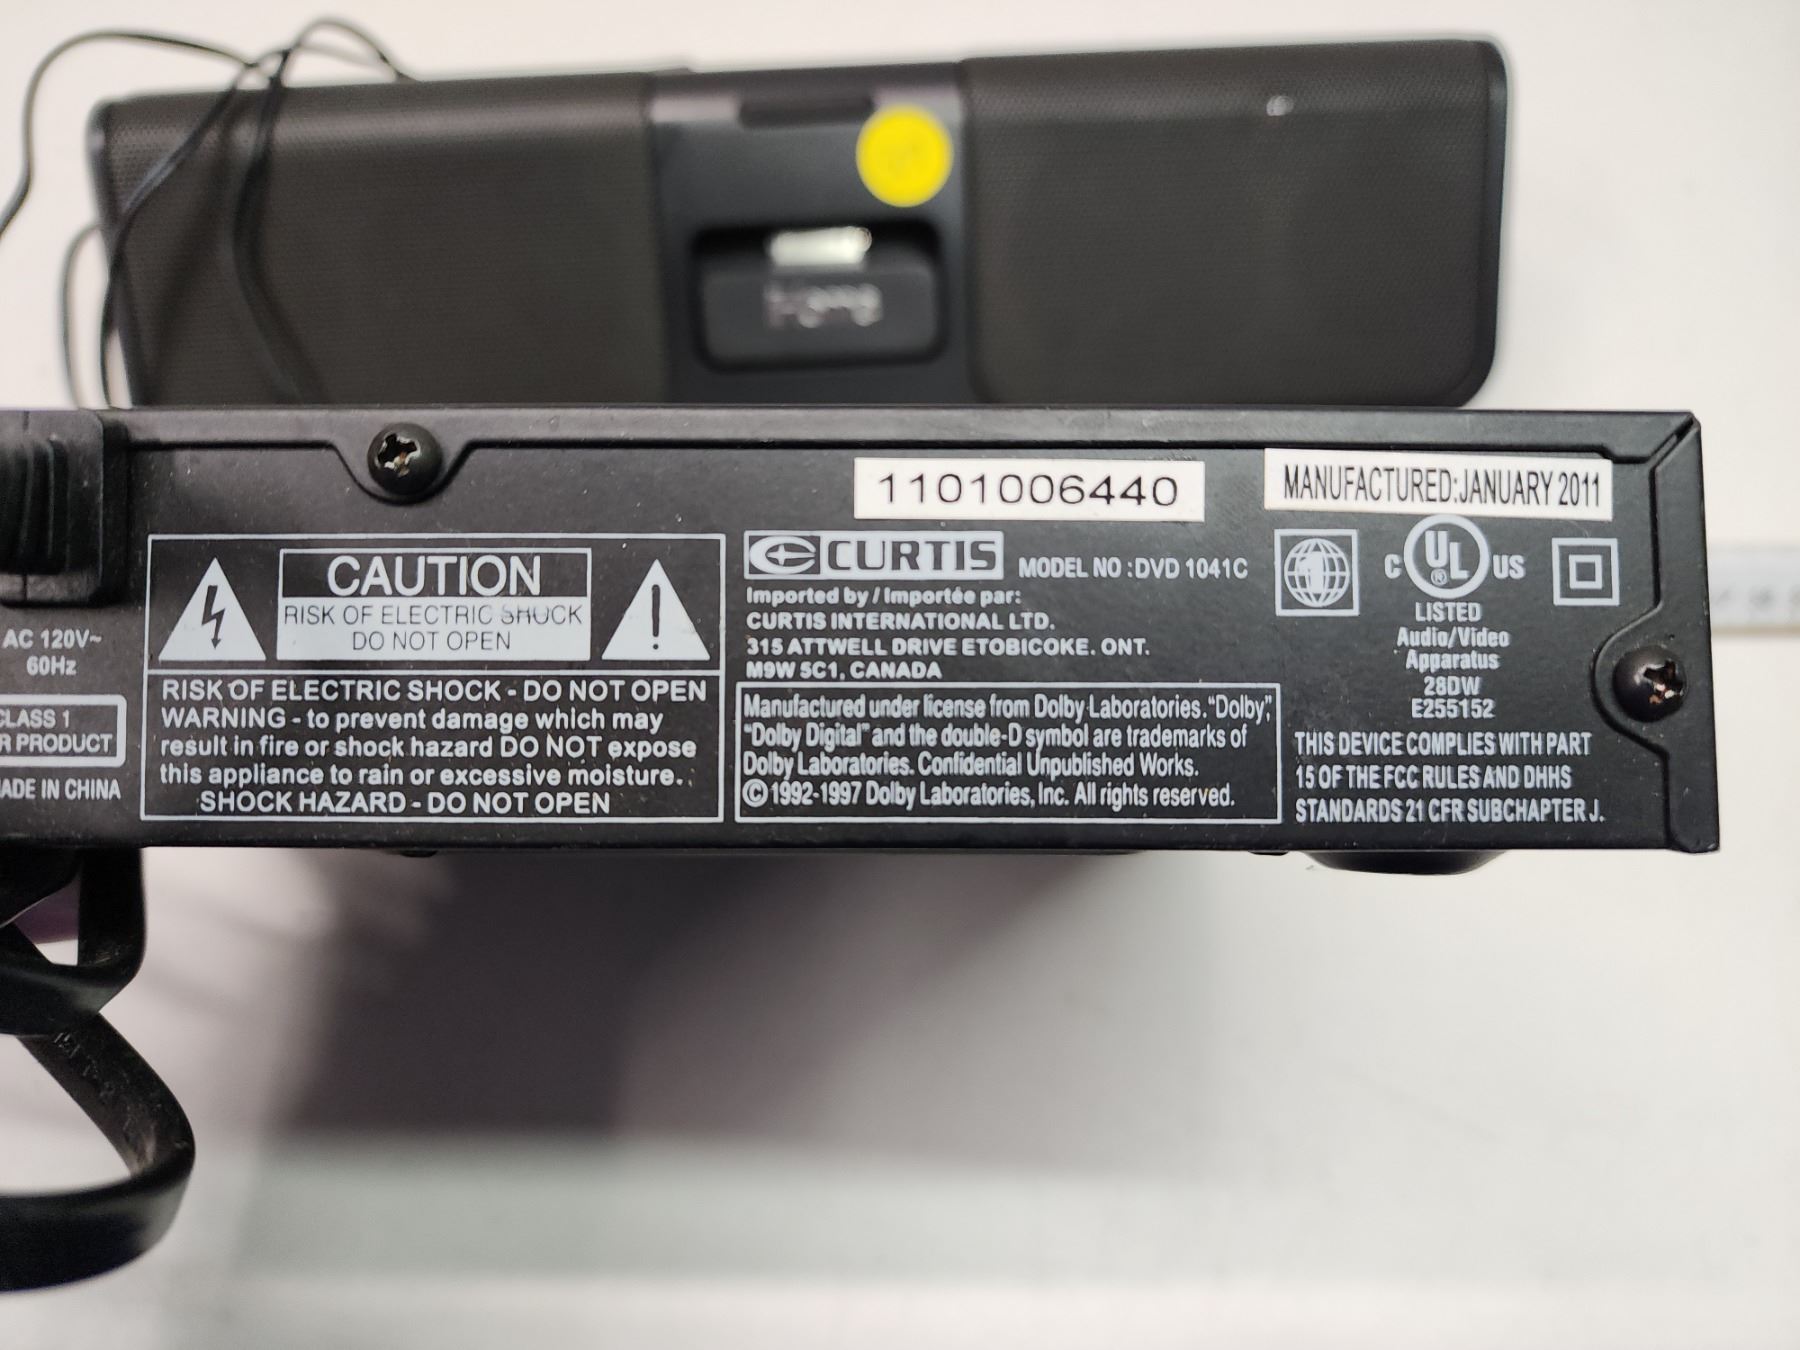 iHome
1101006440
MANUFACTURED:JANUARY 2011
AC 120V~
60Hz
CLASS 1
R PRODUCT
ADE IN CHINA
CAUTION
RISK OF ELECTRIC SHOCK
DO NOT OPEN
RISK OF ELECTRIC SHOCK - DO NOT OPEN
WARNING - to prevent damage which may
result in fire or shock hazard DO NOT expose
this appliance to rain or excessive moisture.
SHOCK HAZARD - DO NOT OPEN
CURTIS MODEL NO :DVD 1041C
Imported by / Importée par:
CURTIS INTERNATIONAL LTD.
315 ATTWELL DRIVE ETOBICOKE. ONT.
M9W 5C1, CANADA
Manufactured under license from Dolby Laboratories. “Dolby”,
“Dolby Digital” and the double-D symbol are trademarks of
Dolby Laboratories. Confidential Unpublished Works.
©1992-1997 Dolby Laboratories, Inc. All rights reserved.
1
C UL ® US
LISTED
Audio/Video
Apparatus
28DW
E255152
THIS DEVICE COMPLIES WITH PART
15 OF THE FCC RULES AND DHHS
STANDARDS 21 CFR SUBCHAPTER J.